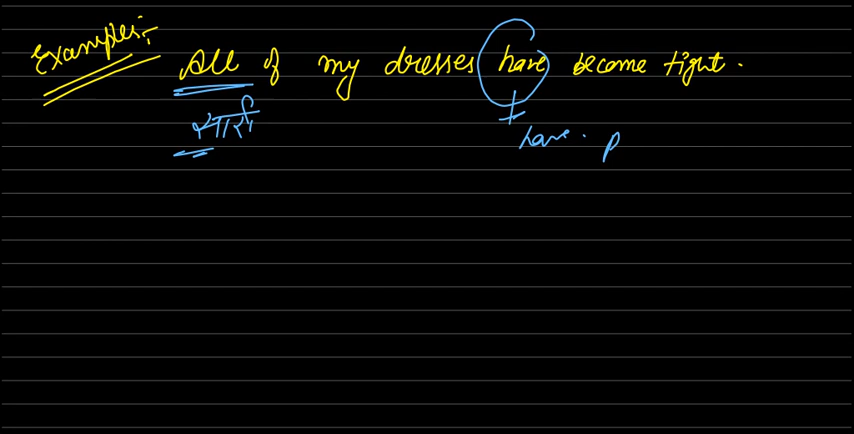 Examples:-
All of my dresses have become tight.
सारी
have. p